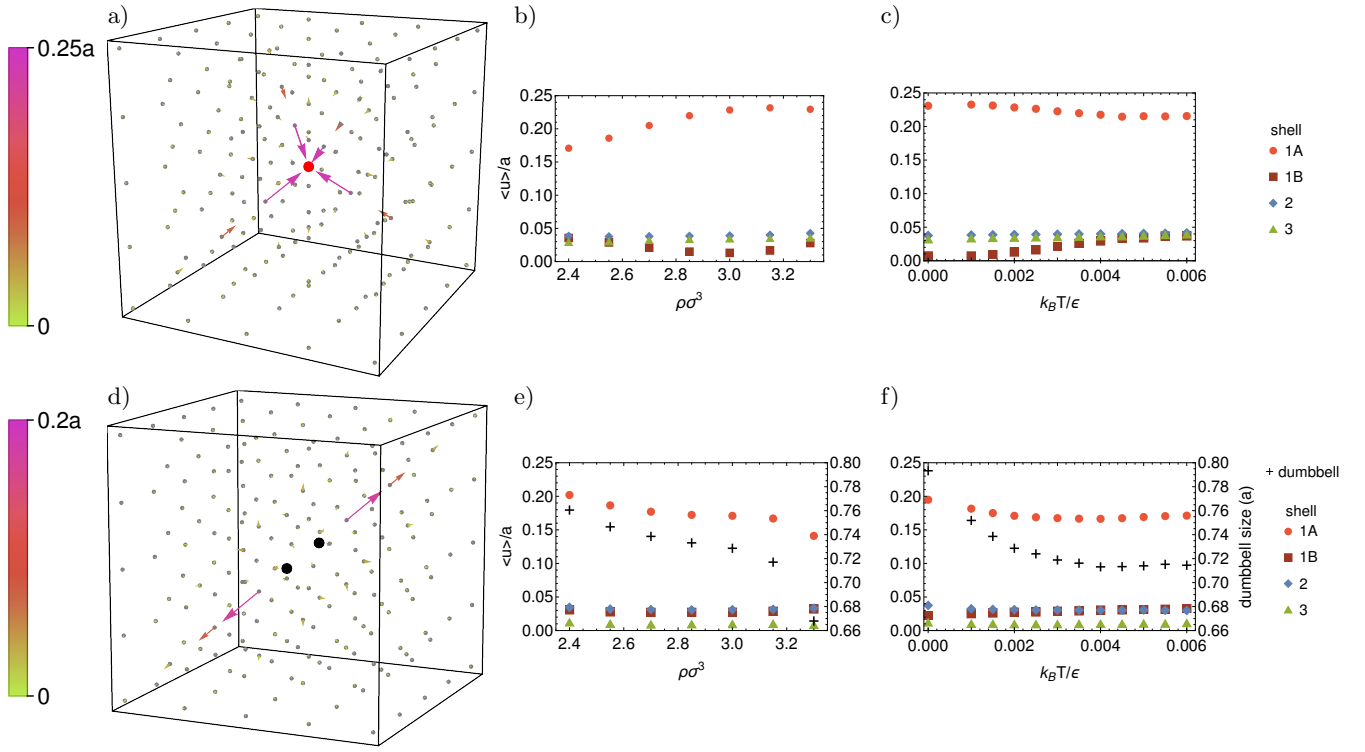 a)
0.25a
0
b)
<u>/a
0.25
0.20
0.15
0.10
0.05
0.00
2.4 2.6 2.8 3.0 3.2
ρσ³
c)
0.25
0.20
0.15
0.10
0.05
0.00
0.000 0.002 0.004 0.006
k_BT/ϵ
shell
1A
1B
2
3
d)
0.2a
0
e)
<u>/a
0.25
0.20
0.15
0.10
0.05
0.00
0.80
0.78
0.76
0.74
0.72
0.70
0.68
0.66
2.4 2.6 2.8 3.0 3.2
ρσ³
f)
0.25
0.20
0.15
0.10
0.05
0.00
0.80
0.78
0.76
0.74
0.72
0.70
0.68
0.66
dumbbell size (a)
0.000 0.002 0.004 0.006
k_BT/ϵ
+ dumbbell
shell
1A
1B
2
3